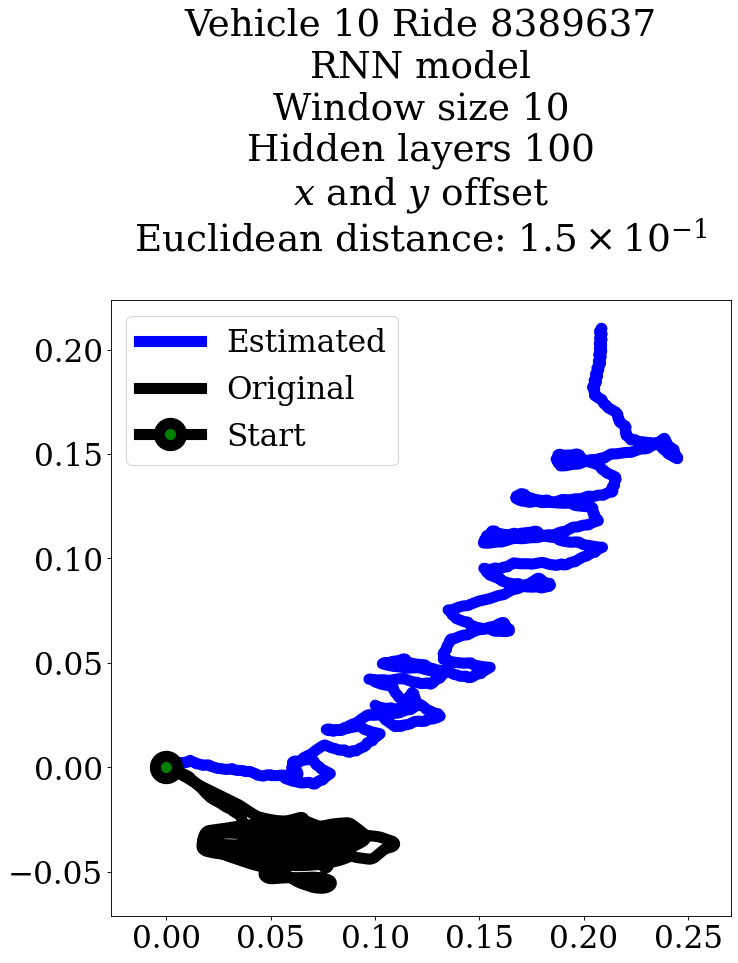 Vehicle 10 Ride 8389637
RNN model
Window size 10
Hidden layers 100
x and y offset
Euclidean distance: 1.5 × 10⁻¹
Estimated
Original
Start
0.20
0.15
0.10
0.05
0.00
−0.05
0.00 0.05 0.10 0.15 0.20 0.25